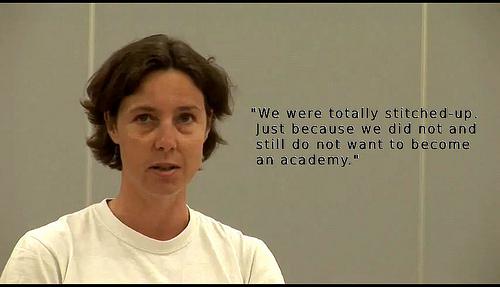 "We were totally stitched-up.
Just because we did not and
still do not want to become
an academy."